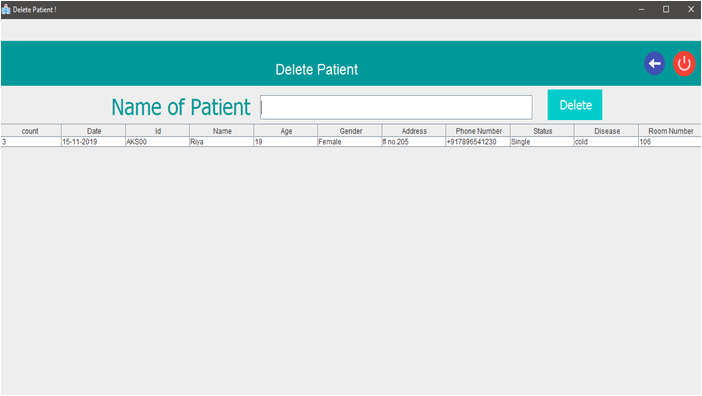 Delete Patient !
Delete Patient
Name of Patient Delete
count Date Id Name Age Gender Address Phone Number Status Disease Room Number
3 15-11-2019 AKS00 Riya 19 Female fl no.205 +917896541230 Single cold 106